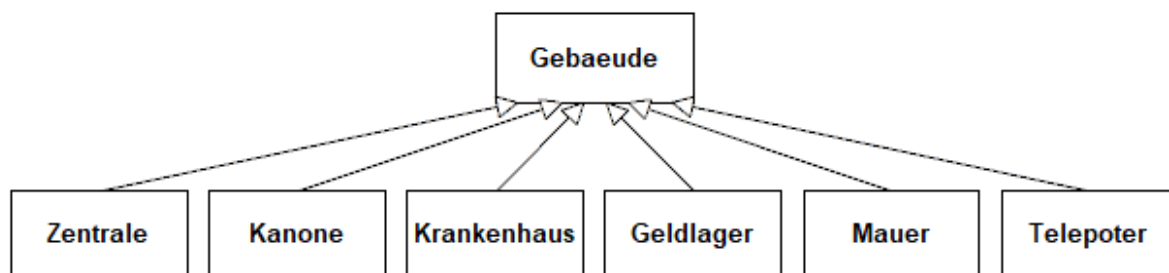 Gebaeude
Zentrale
Kanone
Krankenhaus
Geldlager
Mauer
Telepoter